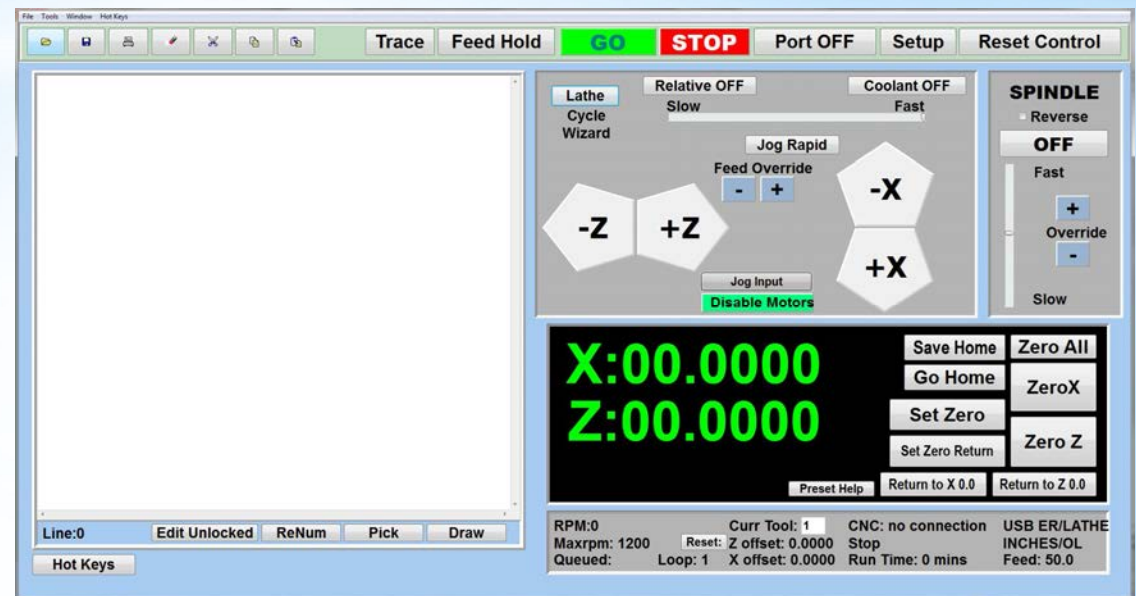 File Tools Window Hot Keys
Trace Feed Hold GO STOP Port OFF Setup Reset Control
Lathe
Cycle
Wizard
Relative OFF Coolant OFF
Slow Fast
Jog Rapid
Feed Override
- +
-Z +Z
-X
+X
Jog Input
Disable Motors
SPINDLE
Reverse
OFF
Fast
+
Override
-
Slow
X:00.0000
Z:00.0000
Save Home Zero All
Go Home ZeroX
Set Zero
Set Zero Return Zero Z
Preset Help Return to X 0.0 Return to Z 0.0
Line:0 Edit Unlocked ReNum Pick Draw
Hot Keys
RPM:0 Curr Tool: 1 CNC: no connection USB ER/LATHE
Maxrpm: 1200 Reset: Z offset: 0.0000 Stop INCHES/OL
Queued: Loop: 1 X offset: 0.0000 Run Time: 0 mins Feed: 50.0